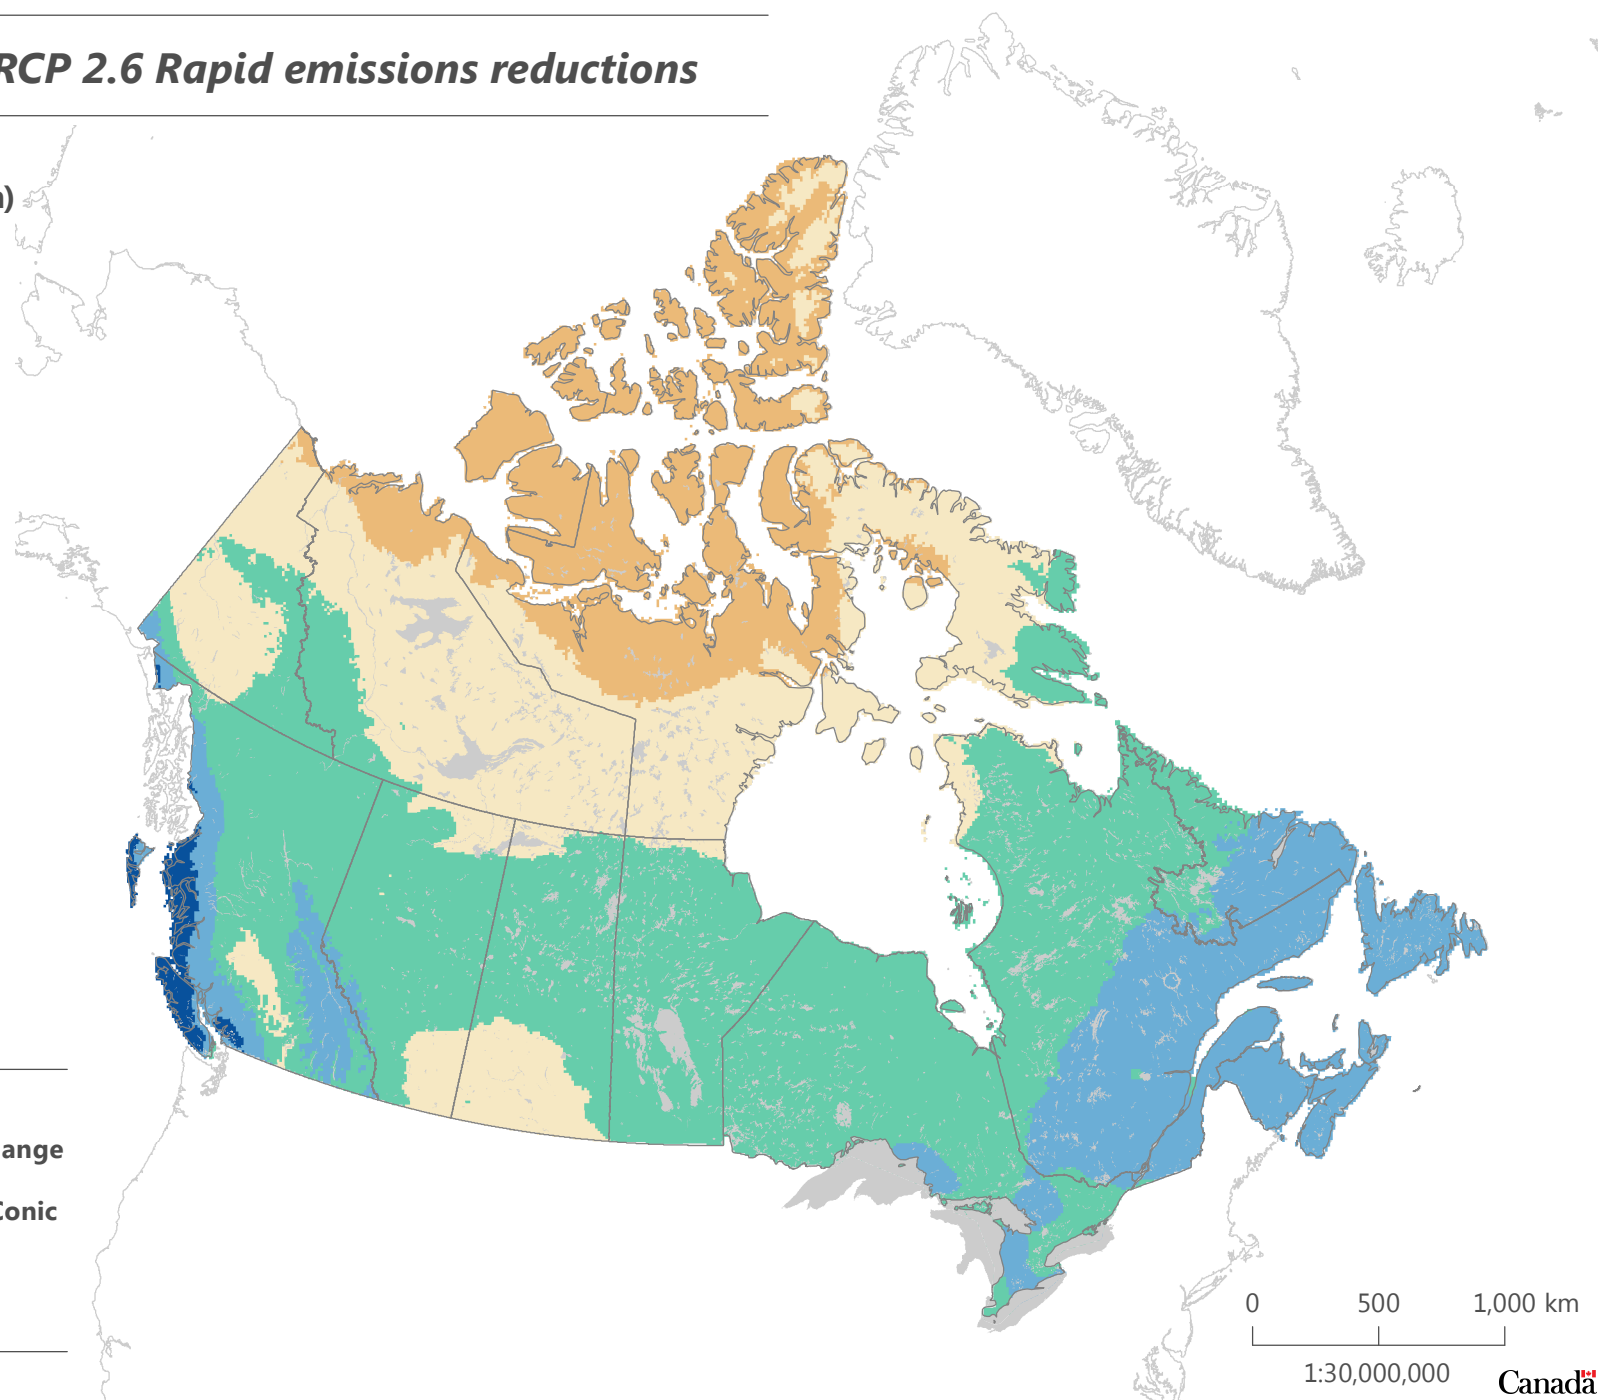 RCP 2.6 Rapid emissions reductions
)
ange
Conic
0 500 1,000 km
1:30,000,000
Canada